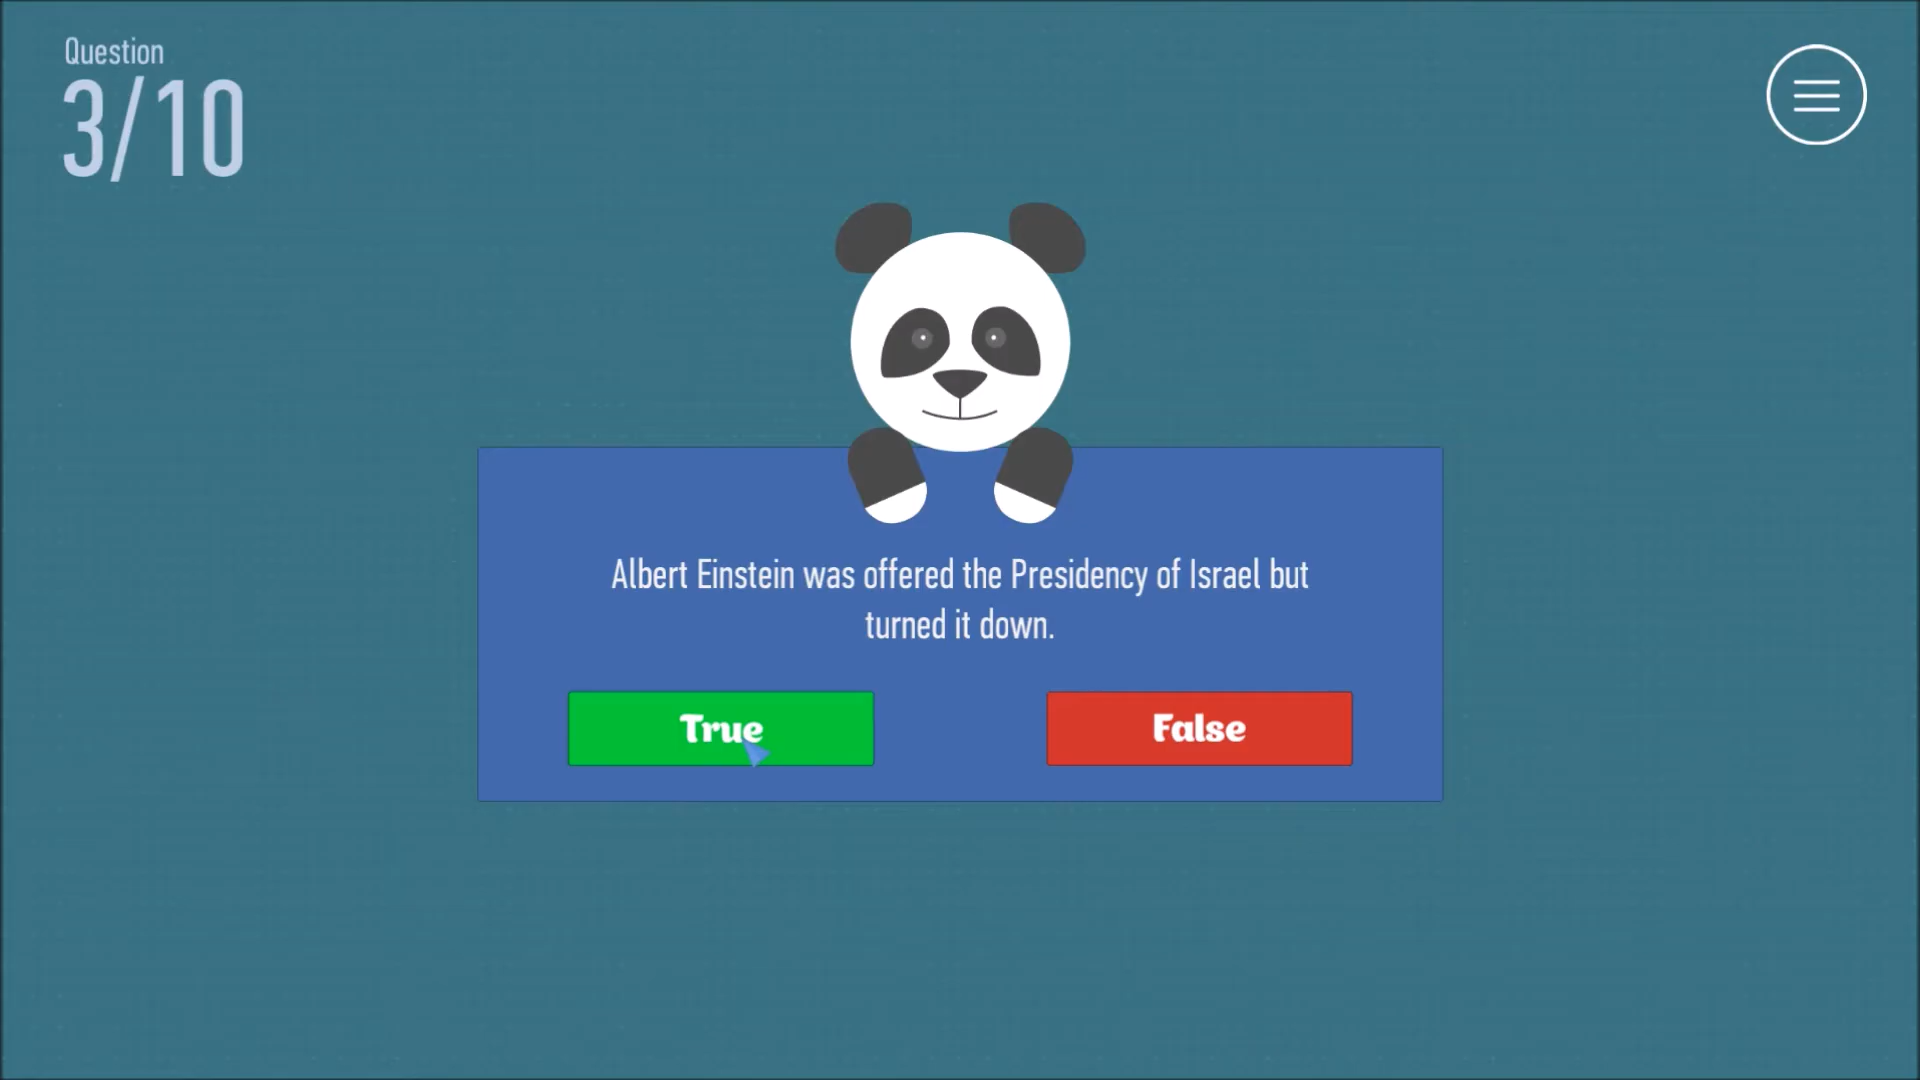 Question
3/10
Albert Einstein was offered the Presidency of Israel but
turned it down.
True
False